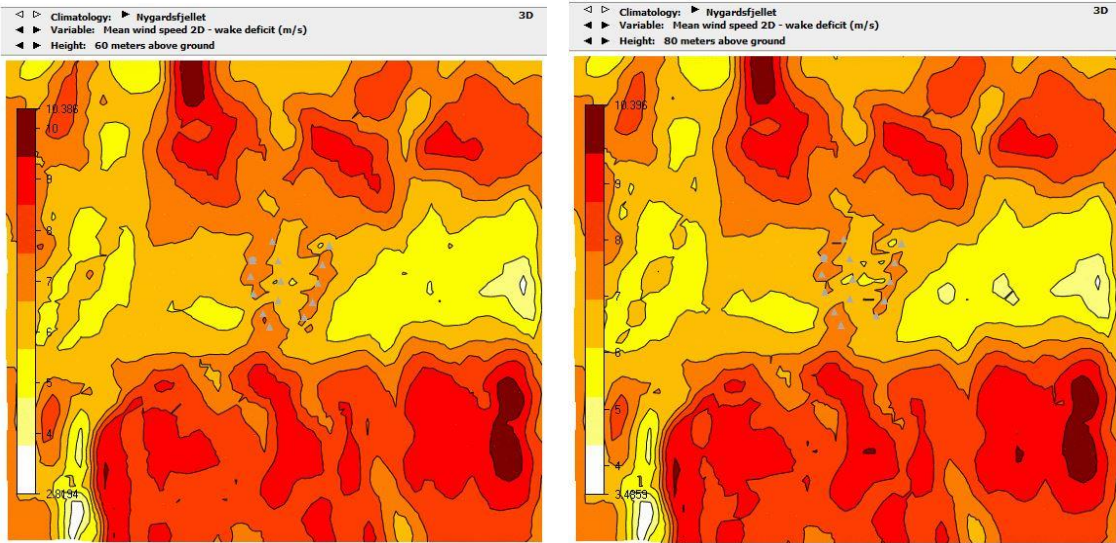 Climatology: Nygardsfjellet 3D
Variable: Mean wind speed 2D - wake deficit (m/s)
Height: 60 meters above ground
10.386
10
9
8
7
6
5
4
2.8194
Climatology: Nygardsfjellet 3D
Variable: Mean wind speed 2D - wake deficit (m/s)
Height: 80 meters above ground
10.396
9
8
7
6
5
4
3.4859